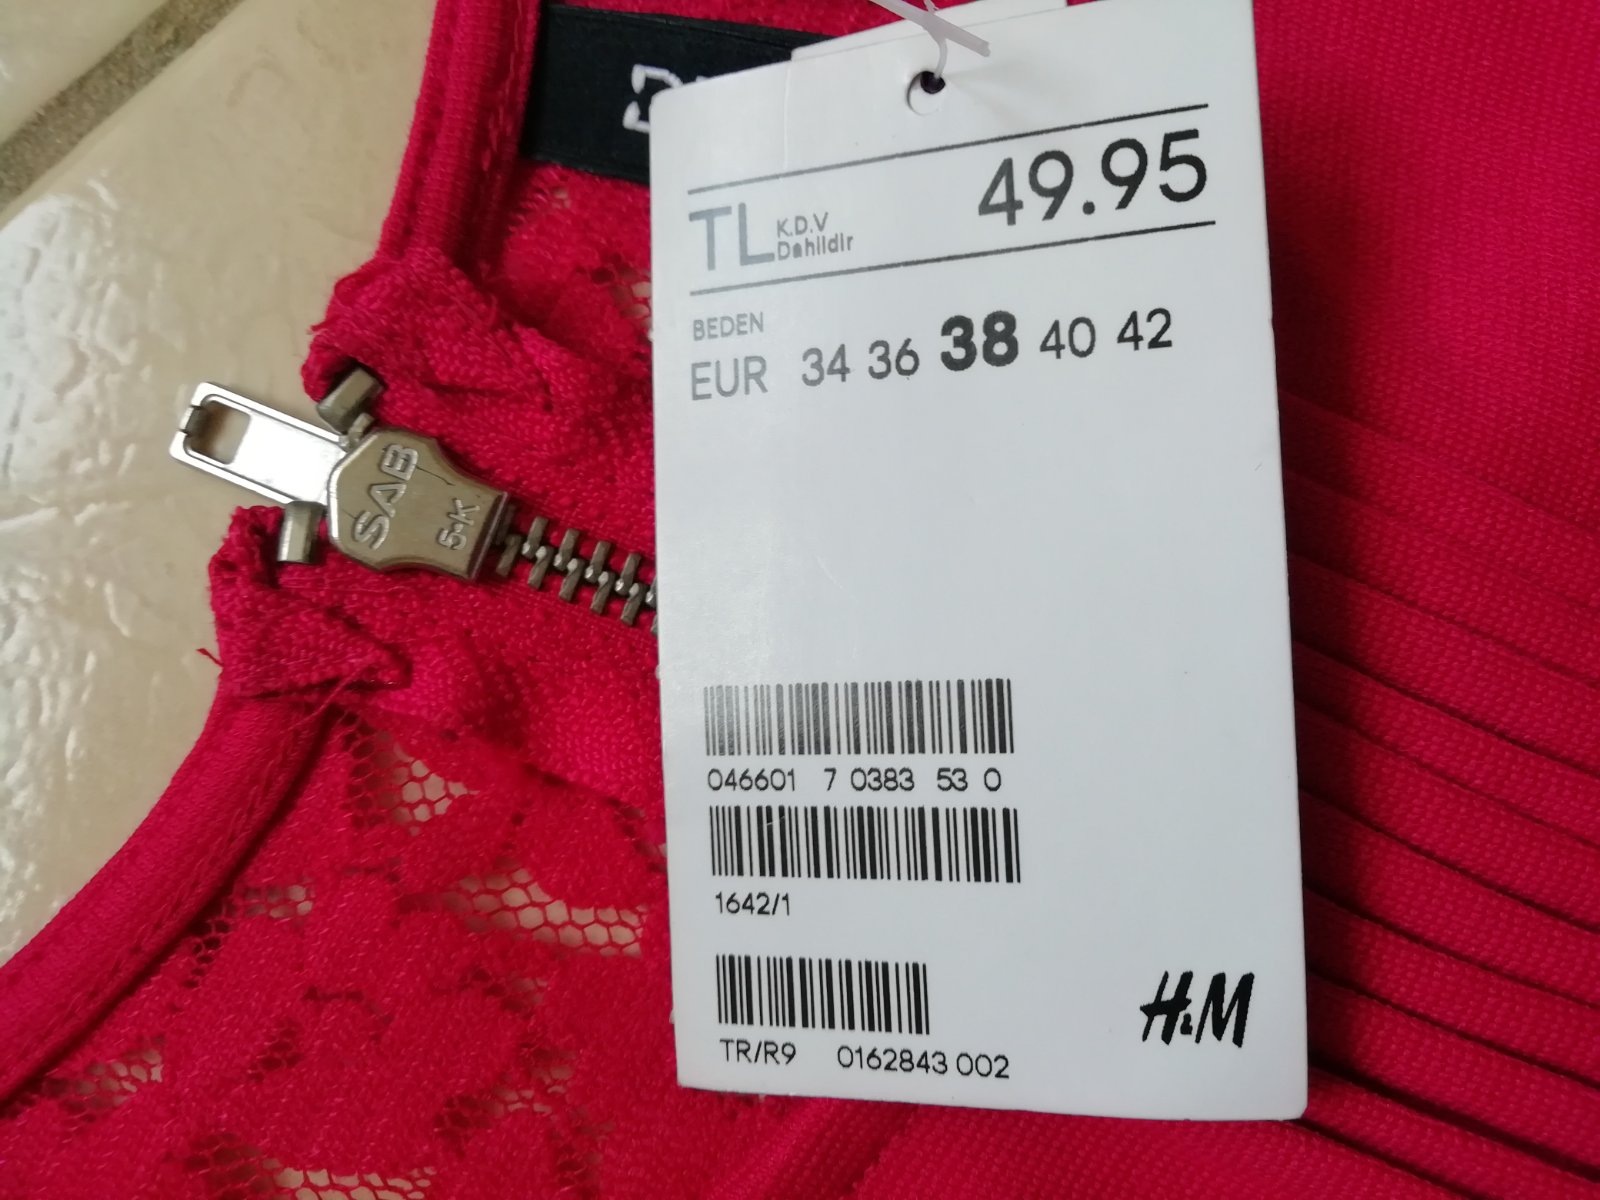 TL K.D.V Dahildir 49.95
BEDEN
EUR 34 36 38 40 42
SAB
5-K
046601 7 0383 53 0
1642/1
H&M
TR/R9 0162843 002